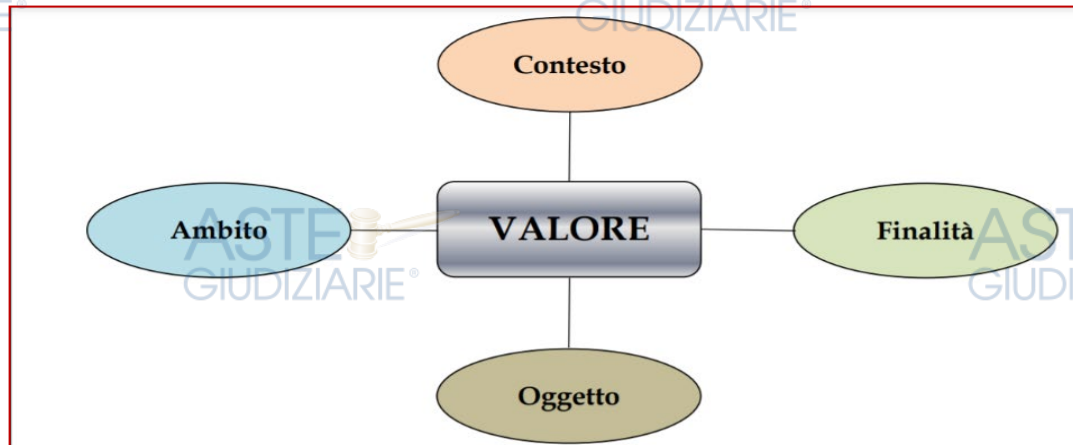 GIUDIZIARIE®
Contesto
Ambito
VALORE
Finalità
ASTE
GIUDIZIARIE®
Oggetto